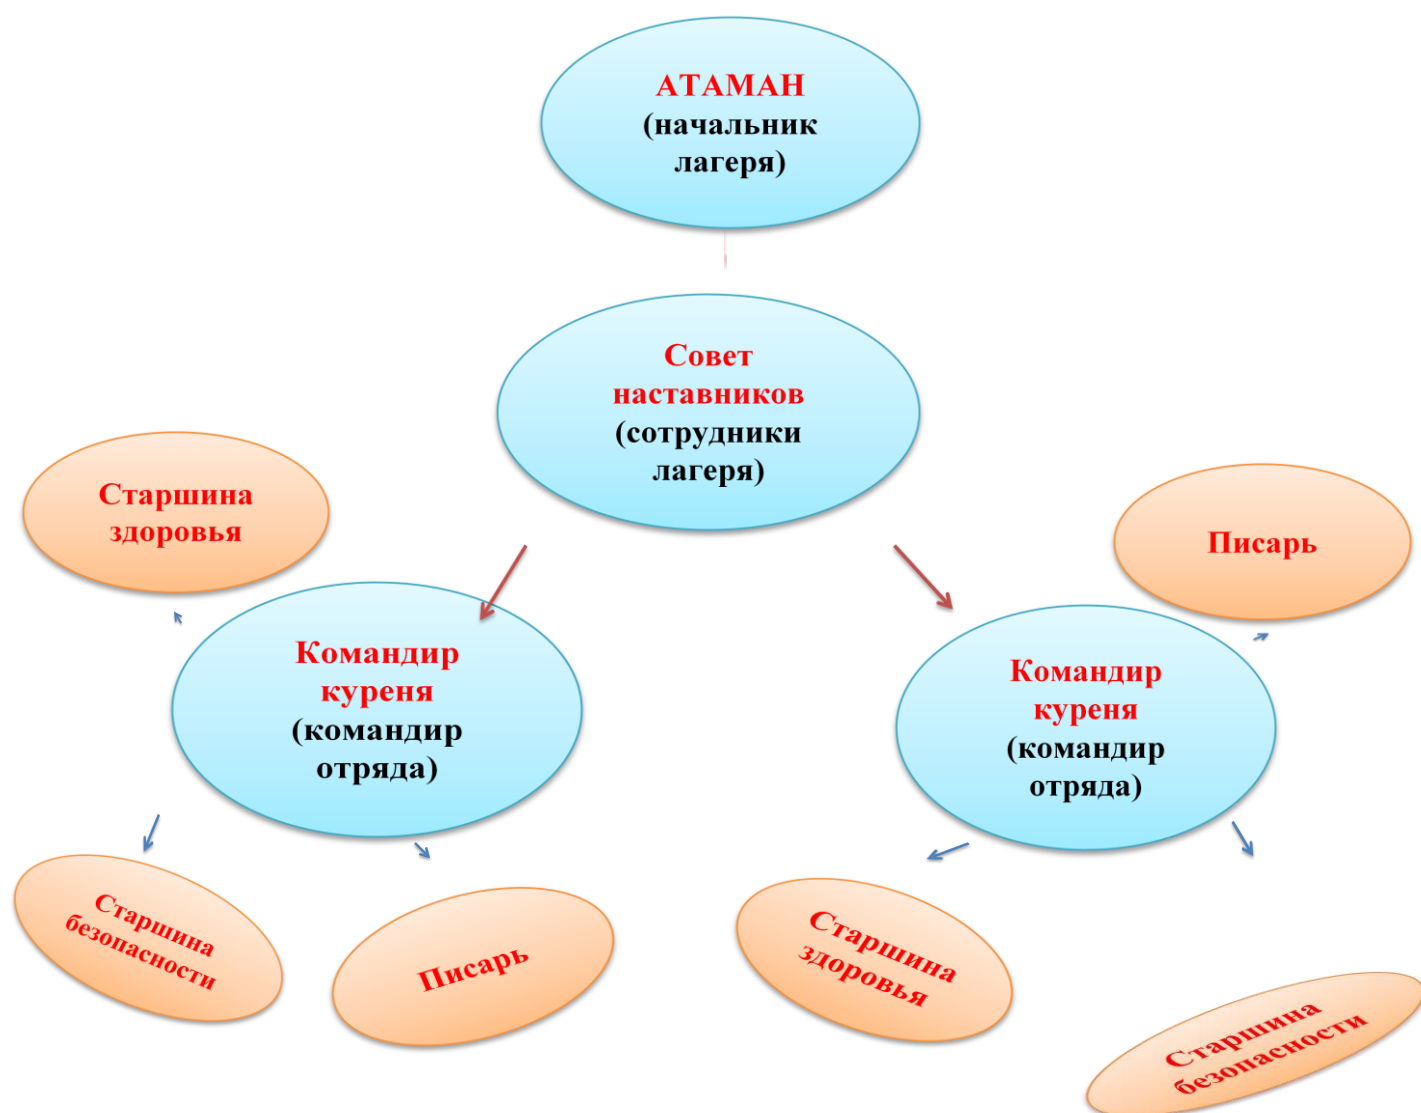 АТАМАН
(начальник
лагеря)
Совет
наставников
(сотрудники
лагеря)
Старшина
здоровья
Писарь
Командир
куреня
(командир
отряда)
Командир
куреня
(командир
отряда)
Старшина
безопасности
Писарь
Старшина
здоровья
Старшина
безопасности